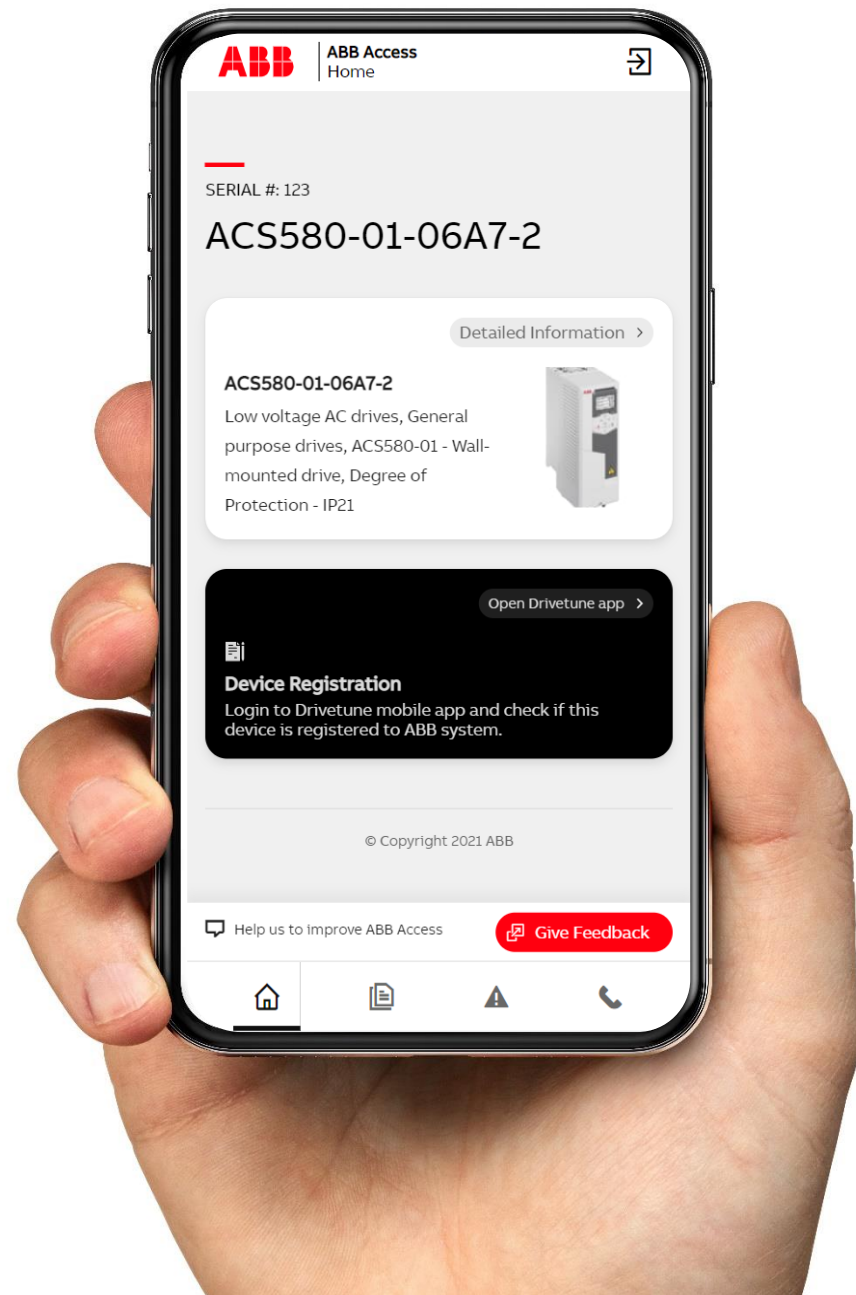 ABB
ABB Access
Home
SERIAL #: 123
ACS580-01-06A7-2
Detailed Information
ACS580-01-06A7-2
Low voltage AC drives, General
purpose drives, ACS580-01 - Wall-
mounted drive, Degree of
Protection - IP21
Open Drivetune app
Device Registration
Login to Drivetune mobile app and check if this
device is registered to ABB system.
© Copyright 2021 ABB
Help us to improve ABB Access
Give Feedback